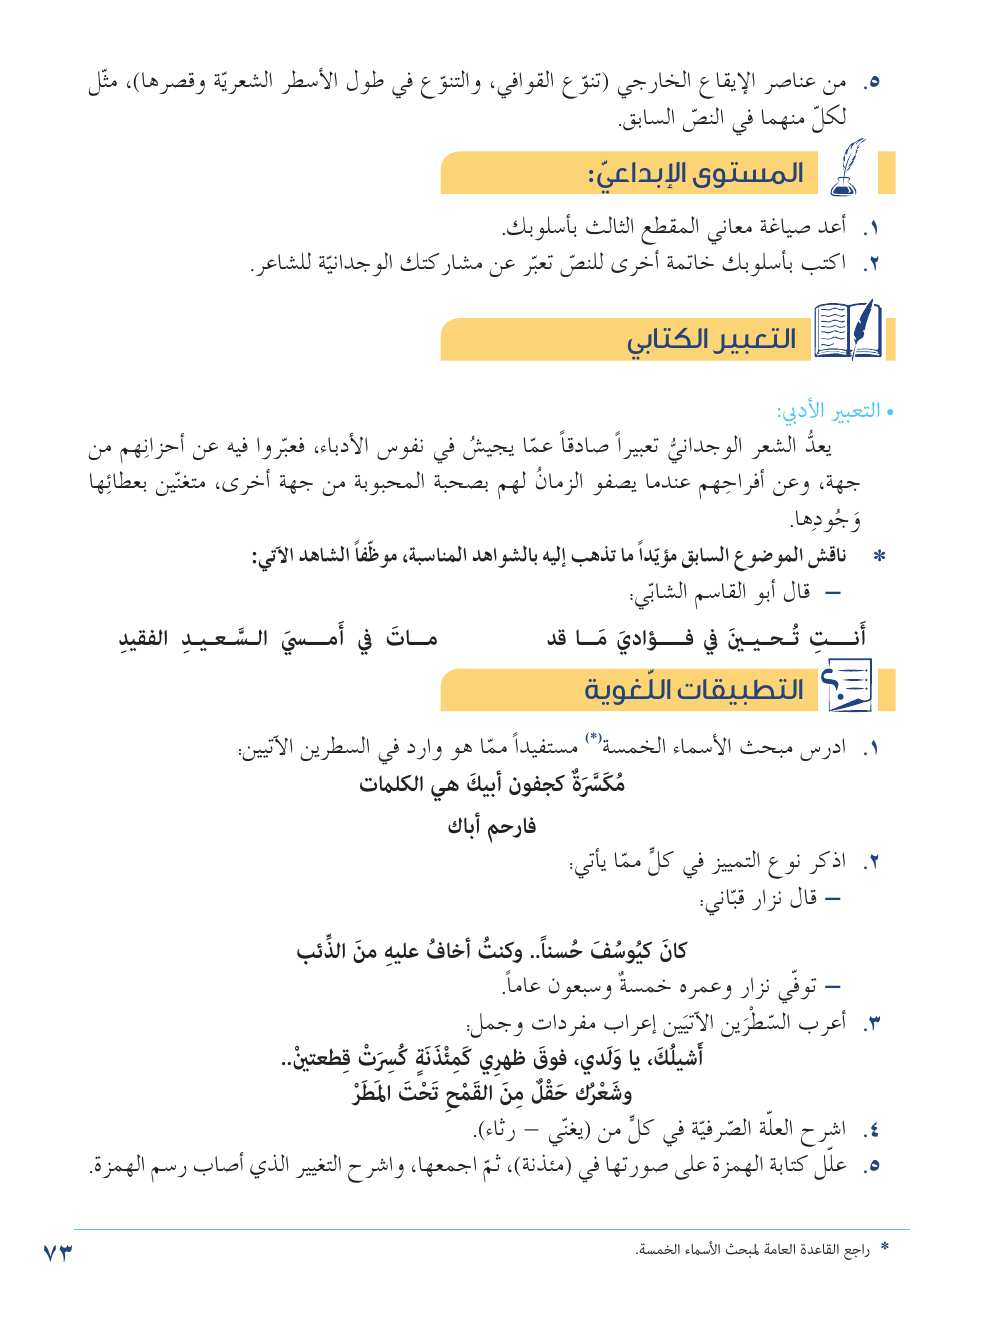 ٥. من عناصر الإيقاع الخارجي (تنوّع القوافي، والتنوّع في طول الأسطر الشعريّة وقصرها)، مثّل
لكلّ منهما في النصّ السابق.
المستوى الإبداعيّ:
١. أعد صياغة معاني المقطع الثالث بأسلوبك.
٢. اكتب بأسلوبك خاتمة أخرى للنصّ تعبّر عن مشاركتك الوجدانيّة للشاعر.
التعبير الكتابي
• التعبير الأدبي:
يعدُّ الشعر الوجدانيُّ تعبيراً صادقاً عمّا يجيشُ في نفوس الأدباء، فعبّروا فيه عن أحزانِهم من
جهة، وعن أفراحِهم عندما يصفو الزمانُ لهم بصحبة المحبوبة من جهة أخرى، متغنّين بعطائِها
وَجُودِها.
* ناقش الموضوع السابق مؤيّداً ما تذهب إليه بالشواهد المناسبة، موظّفاً الشاهد الآتي:
– قال أبو القاسم الشابّي:
أَنـــتِ تُـحـيـيـنَ في فـــؤاديَ مَـا قد مـــاتَ في أَمــسـيَ الـسَّـعـيـدِ الفقيدِ
التطبيقات اللّغوية
١. ادرس مبحث الأسماء الخمسة(*) مستفيداً ممّا هو وارد في السطرين الآتيين:
مُكَسَّرَةٌ كجفون أبيكَ هي الكلمات
فارحم أباك
٢. اذكر نوع التمييز في كلٍّ ممّا يأتي:
– قال نزار قبّاني:
كانَ كيُوسُفَ حُسناً.. وكنتُ أخافُ عليهِ منَ الذِّئب
– توفّي نزار وعمره خمسةٌ وسبعون عاماً.
٣. أعرب السّطْرَين الآتيَين إعراب مفردات وجمل:
أَشيلُكَ، يا وَلَدي، فوقَ ظهرِي كَمِئْذَنَةٍ كُسِرَتْ قِطعتينْ..
وشَعْرُك حَقْلٌ مِنَ القَمْحِ تَحْتَ المَطَرْ
٤. اشرح العلّة الصّرفيّة في كلٍّ من (يغنّي – رثاء).
٥. علّل كتابة الهمزة على صورتها في (مئذنة)، ثمّ اجمعها، واشرح التغيير الذي أصاب رسم الهمزة.
* راجع القاعدة العامة لمبحث الأسماء الخمسة.
٧٣